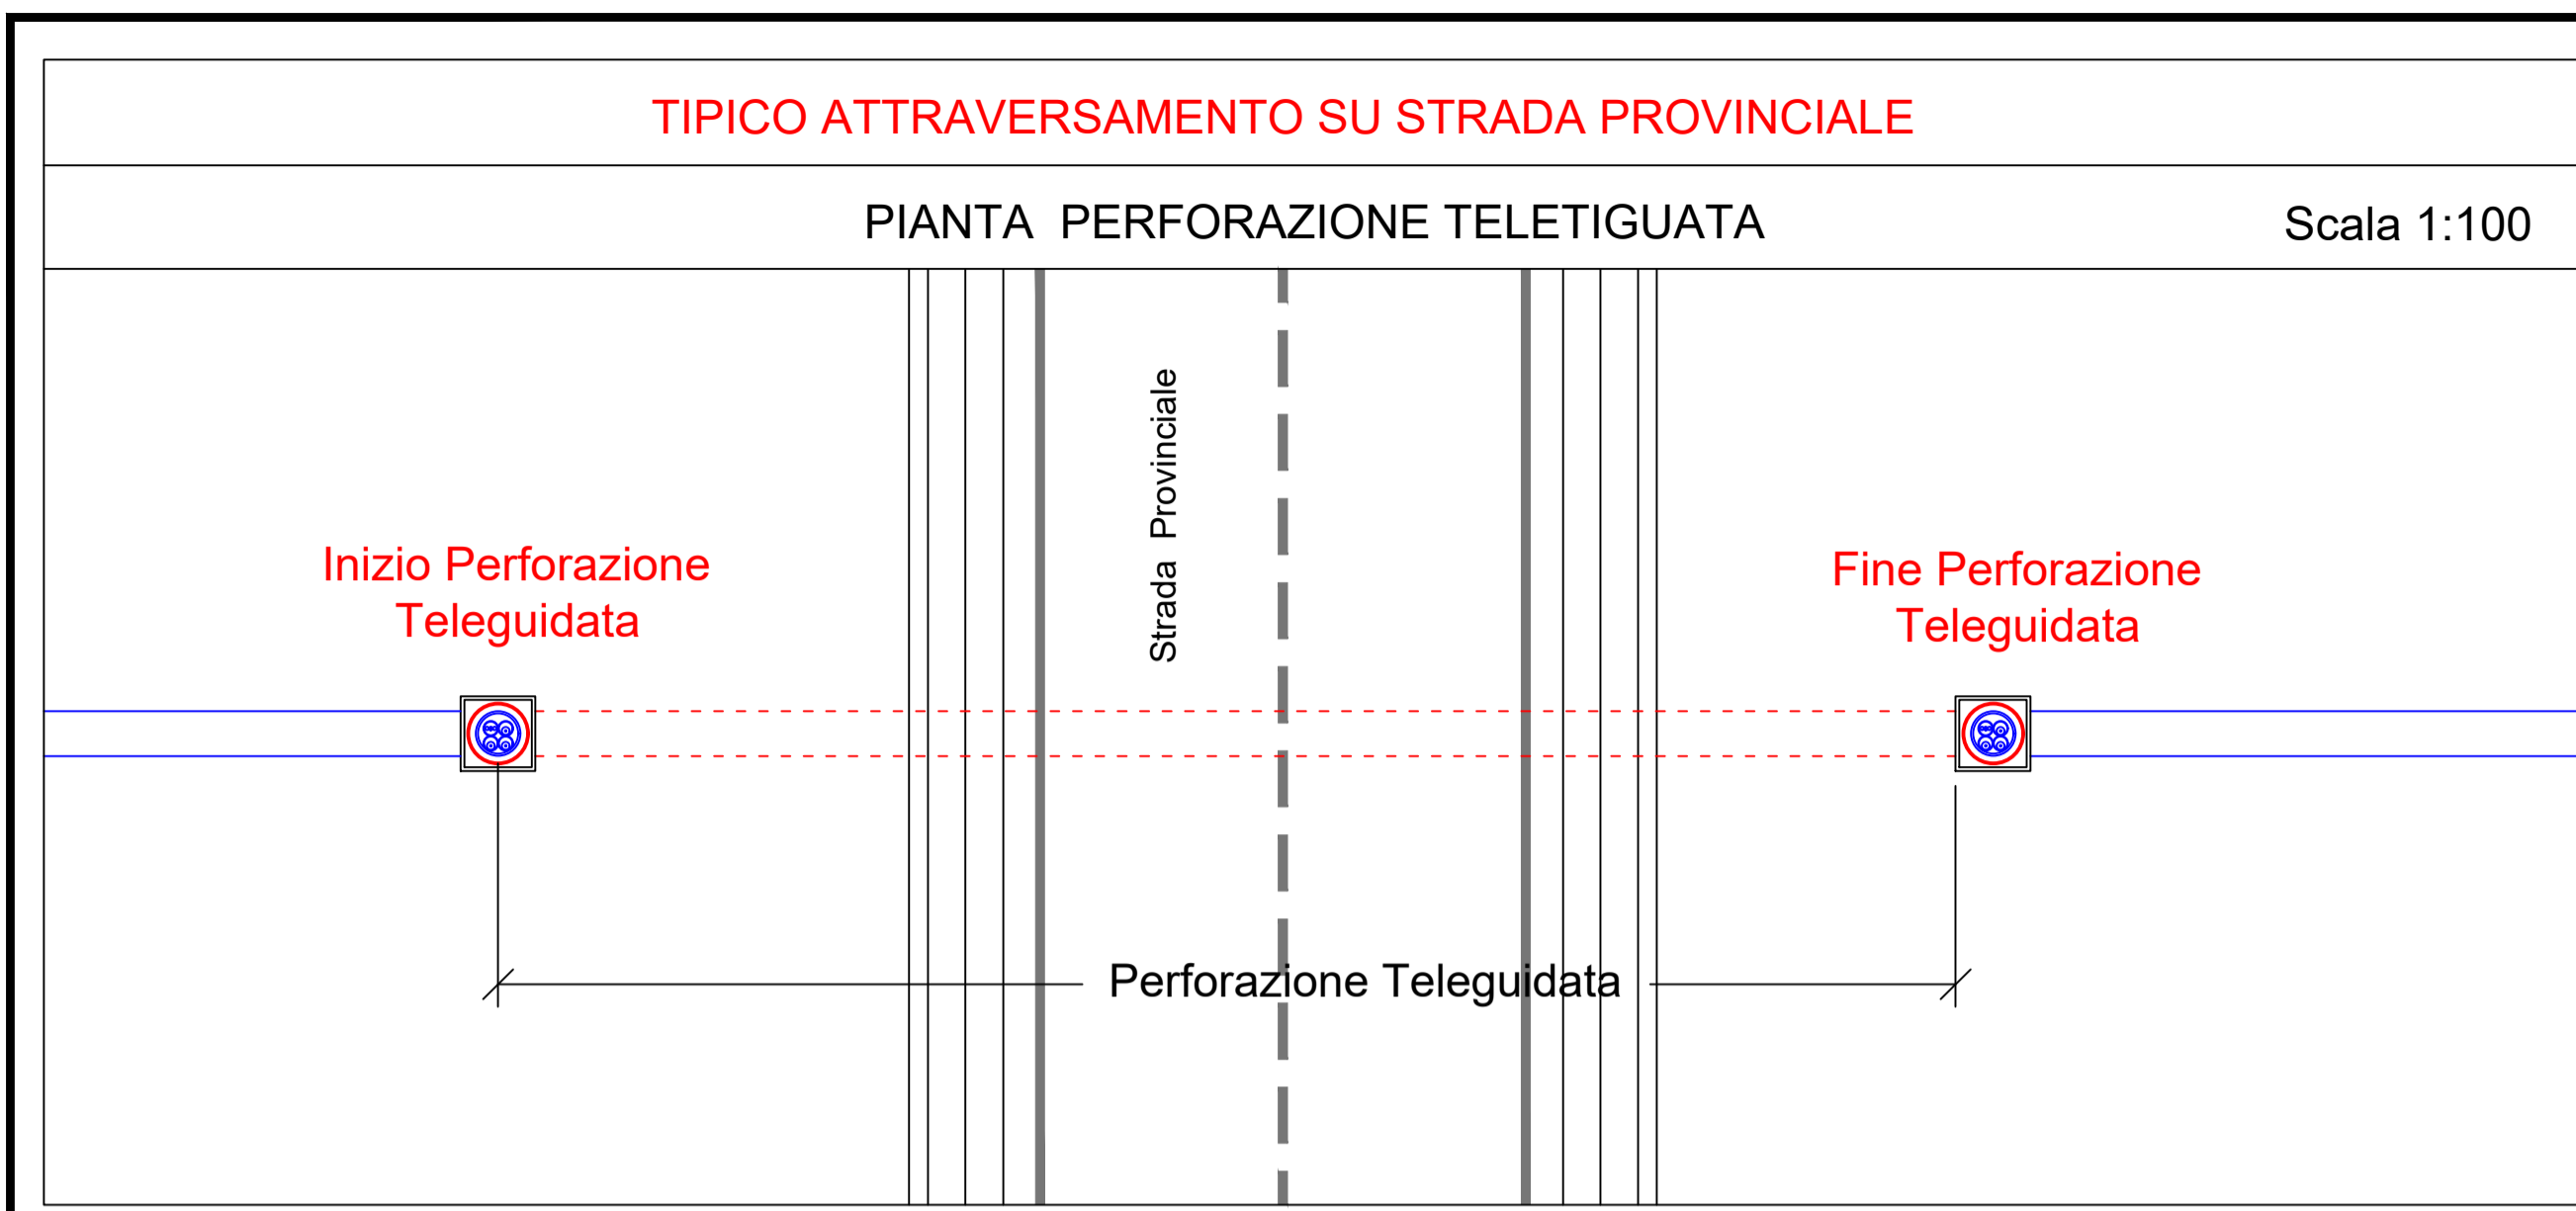 TIPICO ATTRAVERSAMENTO SU STRADA PROVINCIALE
PIANTA PERFORAZIONE TELETIGUATA
Scala 1:100
Strada Provinciale
Inizio Perforazione
Teleguidata
Fine Perforazione
Teleguidata
Perforazione Teleguidata